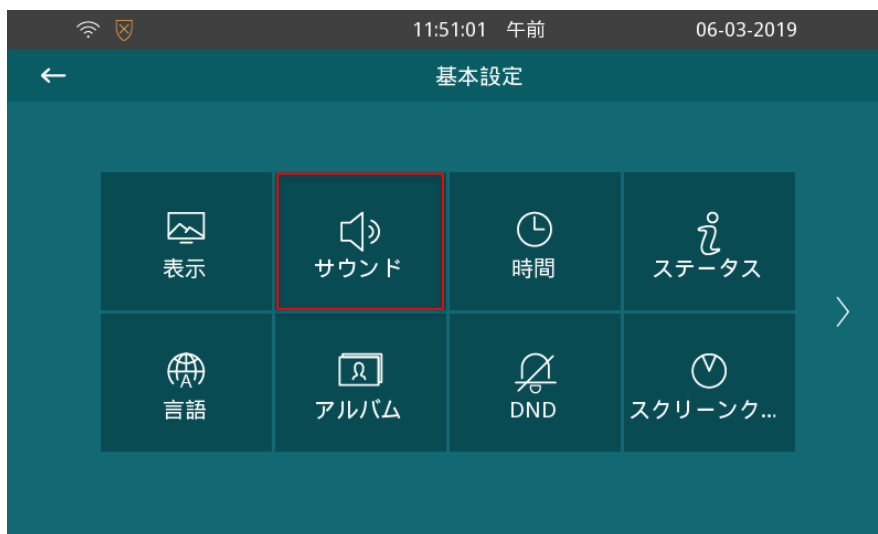 11:51:01 午前 06-03-2019
基本設定
表示 サウンド 時間 ステータス
言語 アルバム DND スクリーンク...